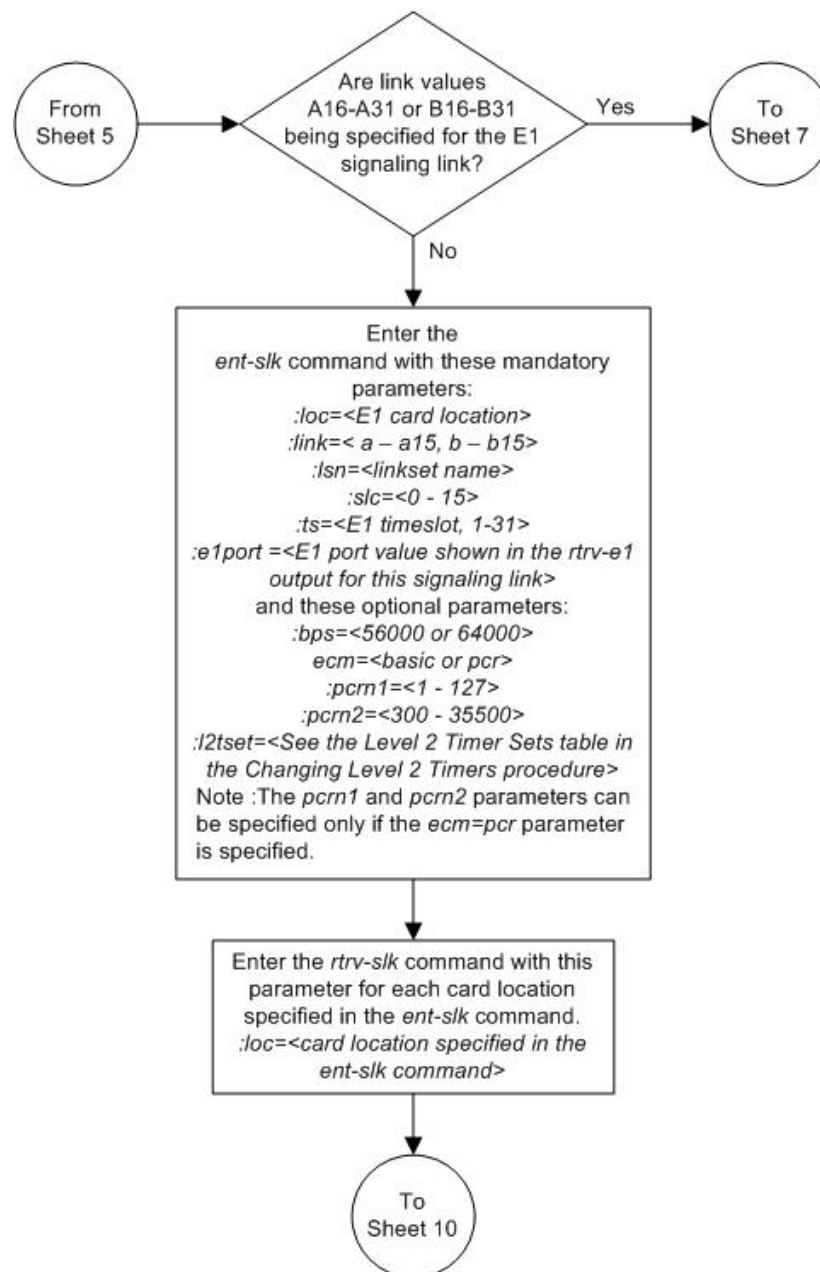 From
Sheet 5
Are link values
A16-A31 or B16-B31
being specified for the E1
signaling link?
Yes
To
Sheet 7
No
Enter the
ent-slk command with these mandatory
parameters:
:loc=<E1 card location>
:link=< a – a15, b – b15>
:lsn=<linkset name>
:slc=<0 - 15>
:ts=<E1 timeslot, 1-31>
:e1port =<E1 port value shown in the rtrv-e1
output for this signaling link>
and these optional parameters:
:bps=<56000 or 64000>
ecm=<basic or pcr>
:pcrn1=<1 - 127>
:pcrn2=<300 - 35500>
:l2tset=<See the Level 2 Timer Sets table in
the Changing Level 2 Timers procedure>
Note :The pcrn1 and pcrn2 parameters can
be specified only if the ecm=pcr parameter
is specified.
Enter the rtrv-slk command with this
parameter for each card location
specified in the ent-slk command.
:loc=<card location specified in the
ent-slk command>
To
Sheet 10